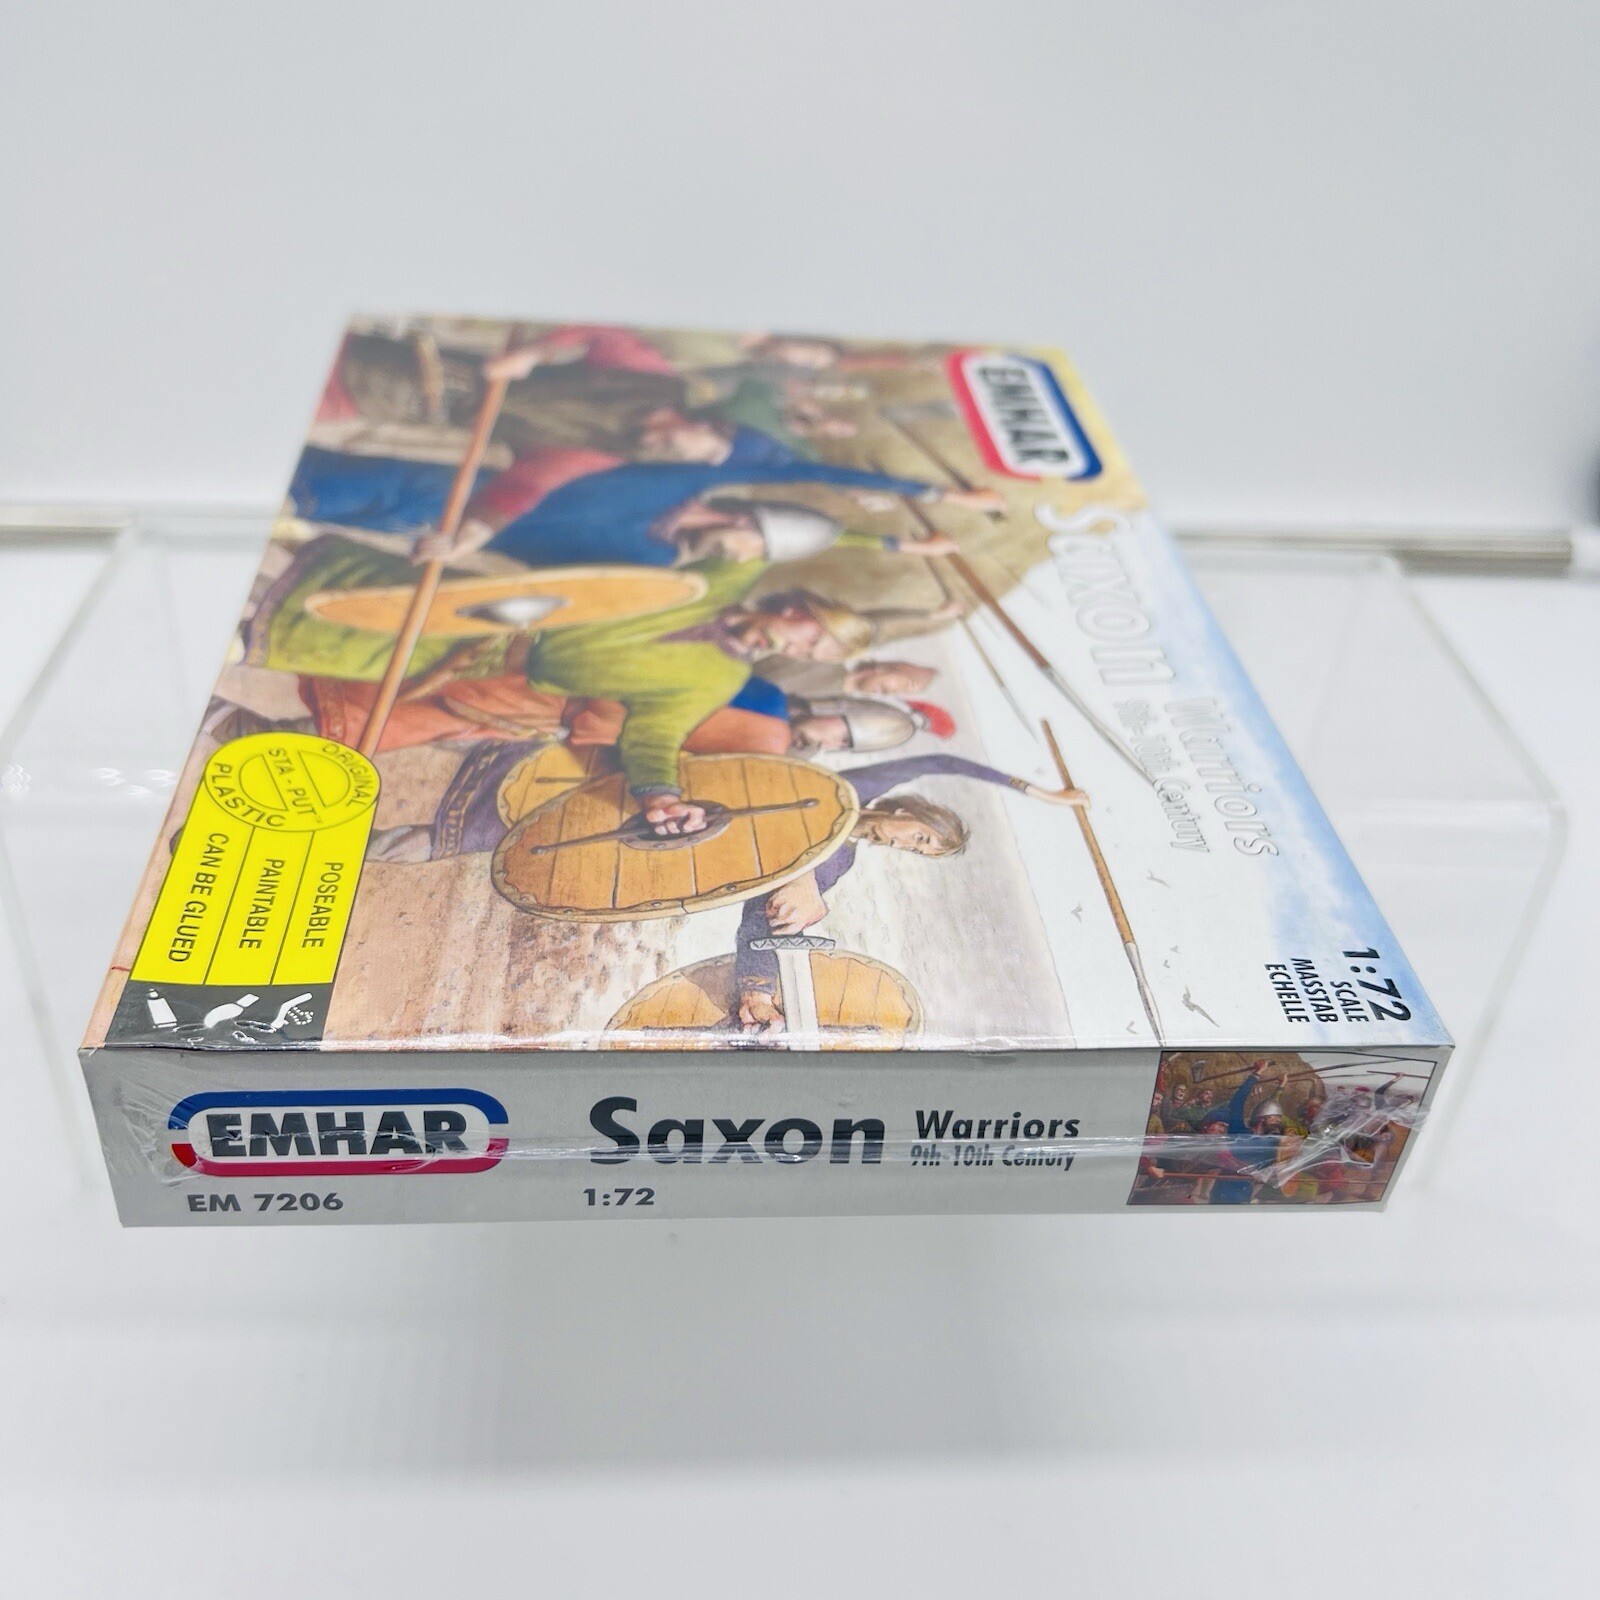 EMHAR
Saxon Warriors
9th-10th Century
1:72
SCALE
MASSTAB
ECHELLE
ORIGINAL
STA-PUT™
PLASTIC
POSEABLE
PAINTABLE
CAN BE GLUED
EMHAR
EM 7206
Saxon Warriors
9th-10th Century
1:72